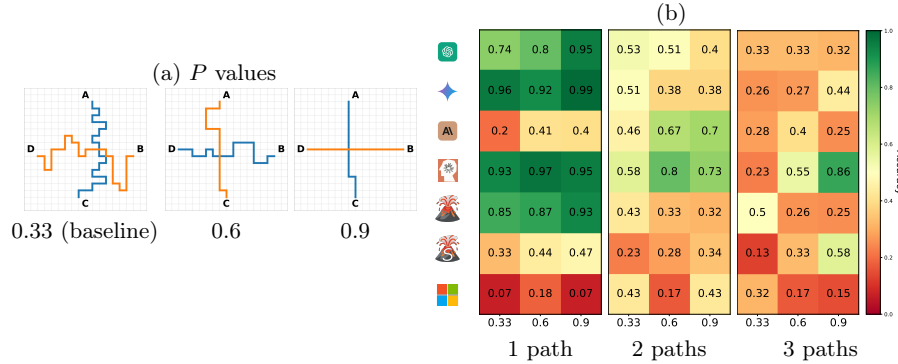 (a) P values
A
D
B
C
0.33 (baseline)
A
D
B
C
0.6
A
D
B
C
0.9
(b)
0.74 0.8 0.95
0.96 0.92 0.99
0.2 0.41 0.4
0.93 0.97 0.95
0.85 0.87 0.93
0.33 0.44 0.47
0.07 0.18 0.07
0.33 0.6 0.9
1 path
0.53 0.51 0.4
0.51 0.38 0.38
0.46 0.67 0.7
0.58 0.8 0.73
0.43 0.33 0.32
0.23 0.28 0.34
0.43 0.17 0.43
0.33 0.6 0.9
2 paths
0.33 0.33 0.32
0.26 0.27 0.44
0.28 0.4 0.25
0.23 0.55 0.86
0.5 0.26 0.25
0.13 0.33 0.58
0.32 0.17 0.15
0.33 0.6 0.9
3 paths
1.0
0.8
0.6
0.4
0.2
0.0
A\
S